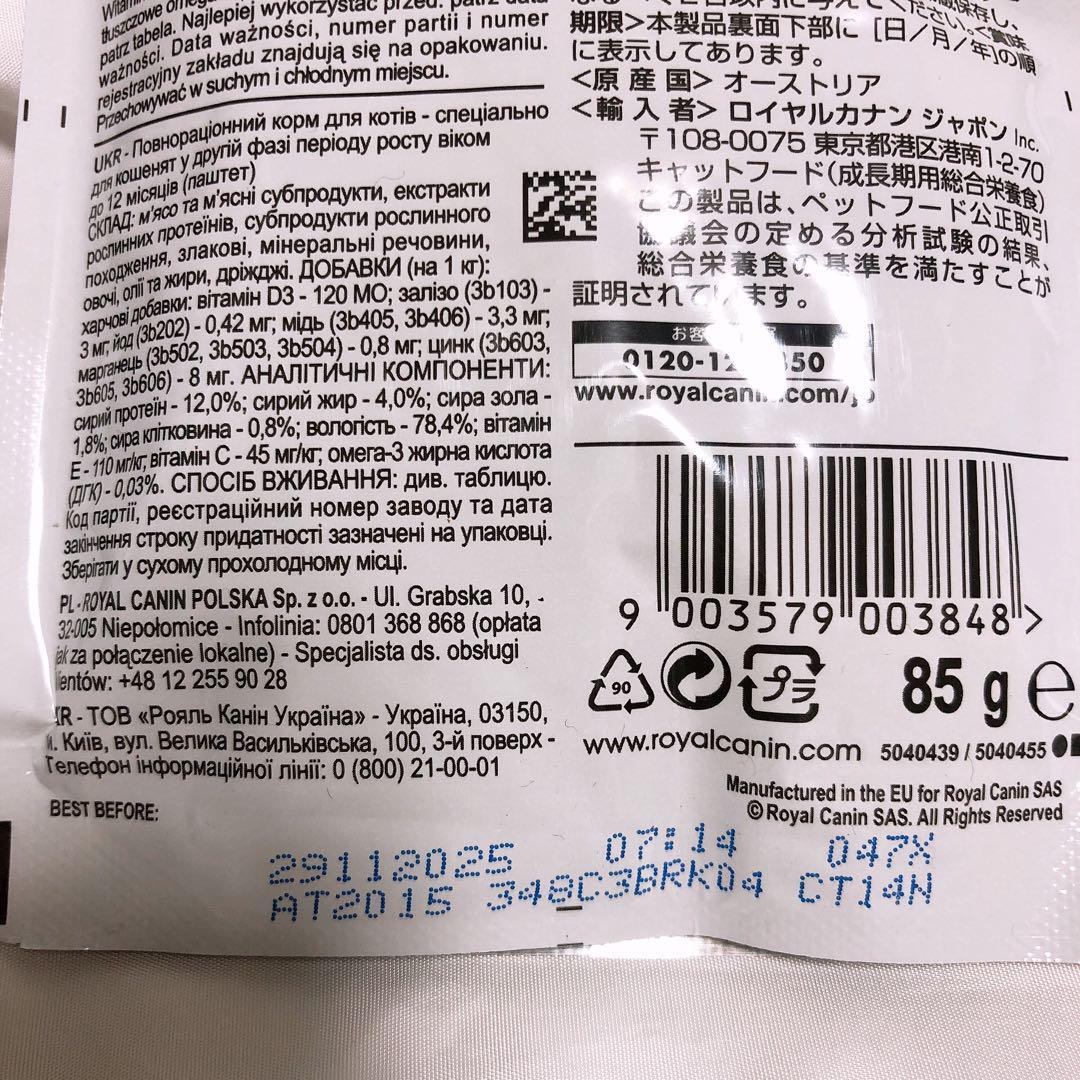 tłuszczowe
patrz tabela. Najlepiej wykorzystać przed: patrz data
ważności. Data ważności, numer partii i numer
rejestracyjny zakładu znajdują się na opakowaniu.
Przechowywać w suchym i chłodnym miejscu.
UKR - Повнораціонний корм для котів - спеціально
для кошенят у другій фазі періоду росту віком
до 12 місяців (паштет)
СКЛАД: м'ясо та м'ясні субпродукти, екстракти
рослинних протеїнів, субпродукти рослинного
походження, злакові, мінеральні речовини,
овочі, олії та жири, дріжджі. ДОБАВКИ (на 1 кг):
харчові добавки: вітамін D3 - 120 МО; залізо (3b103) -
3 мг, йод (3b202) - 0,42 мг; мідь (3b405, 3b406) - 3,3 мг;
марганець (3b502, 3b503, 3b504) - 0,8 мг; цинк (3b603,
3b605, 3b606) - 8 мг. АНАЛІТИЧНІ КОМПОНЕНТИ:
сирий протеїн - 12,0%; сирий жир - 4,0%; сира зола -
1,8%; сира клітковина - 0,8%; вологість - 78,4%; вітамін
Е - 110 мг/кг, вітамін С - 45 мг/кг; омега-3 жирна кислота
(ДГК) - 0,03%. СПОСІБ ВЖИВАННЯ: див. таблицю.
Код партії, реєстраційний номер заводу та дата
закінчення строку придатності зазначені на упаковці.
Зберігати у сухому прохолодному місці.
PL - ROYAL CANIN POLSKA Sp. z o.o. - Ul. Grabska 10, -
32-005 Niepołomice - Infolinia: 0801 368 868 (opłata
jak za połączenie lokalne) - Specjalista ds. obsługi
lientów: +48 12 255 90 28
KR - ТОВ «Рояль Канін Україна» - Україна, 03150,
м. Київ, вул. Велика Васильківська, 100, 3-й поверх -
Телефон інформаційної лінії: 0 (800) 21-00-01
BEST BEFORE:
期限>本製品裏面下部に [日/月/年]の順
に表示してあります。
<原 産 国> オーストリア
<輸 入 者> ロイヤルカナン ジャポン Inc.
〒108-0075 東京都港区港南1-2-70
キャットフード(成長期用総合栄養食)
この製品は、ペットフード公正取引
協議会の定める分析試験の結果、
総合栄養食の基準を満たすことが
証明されています。
お客
0120-12 850
www.royalcanin.com/jp
9 003579 003848 >
90
プラ
85 g e
www.royalcanin.com 5040439 / 5040455
Manufactured in the EU for Royal Canin SAS
© Royal Canin SAS. All Rights Reserved
29112025 07:14 047X
AT2015 348C3BRK04 CT14N